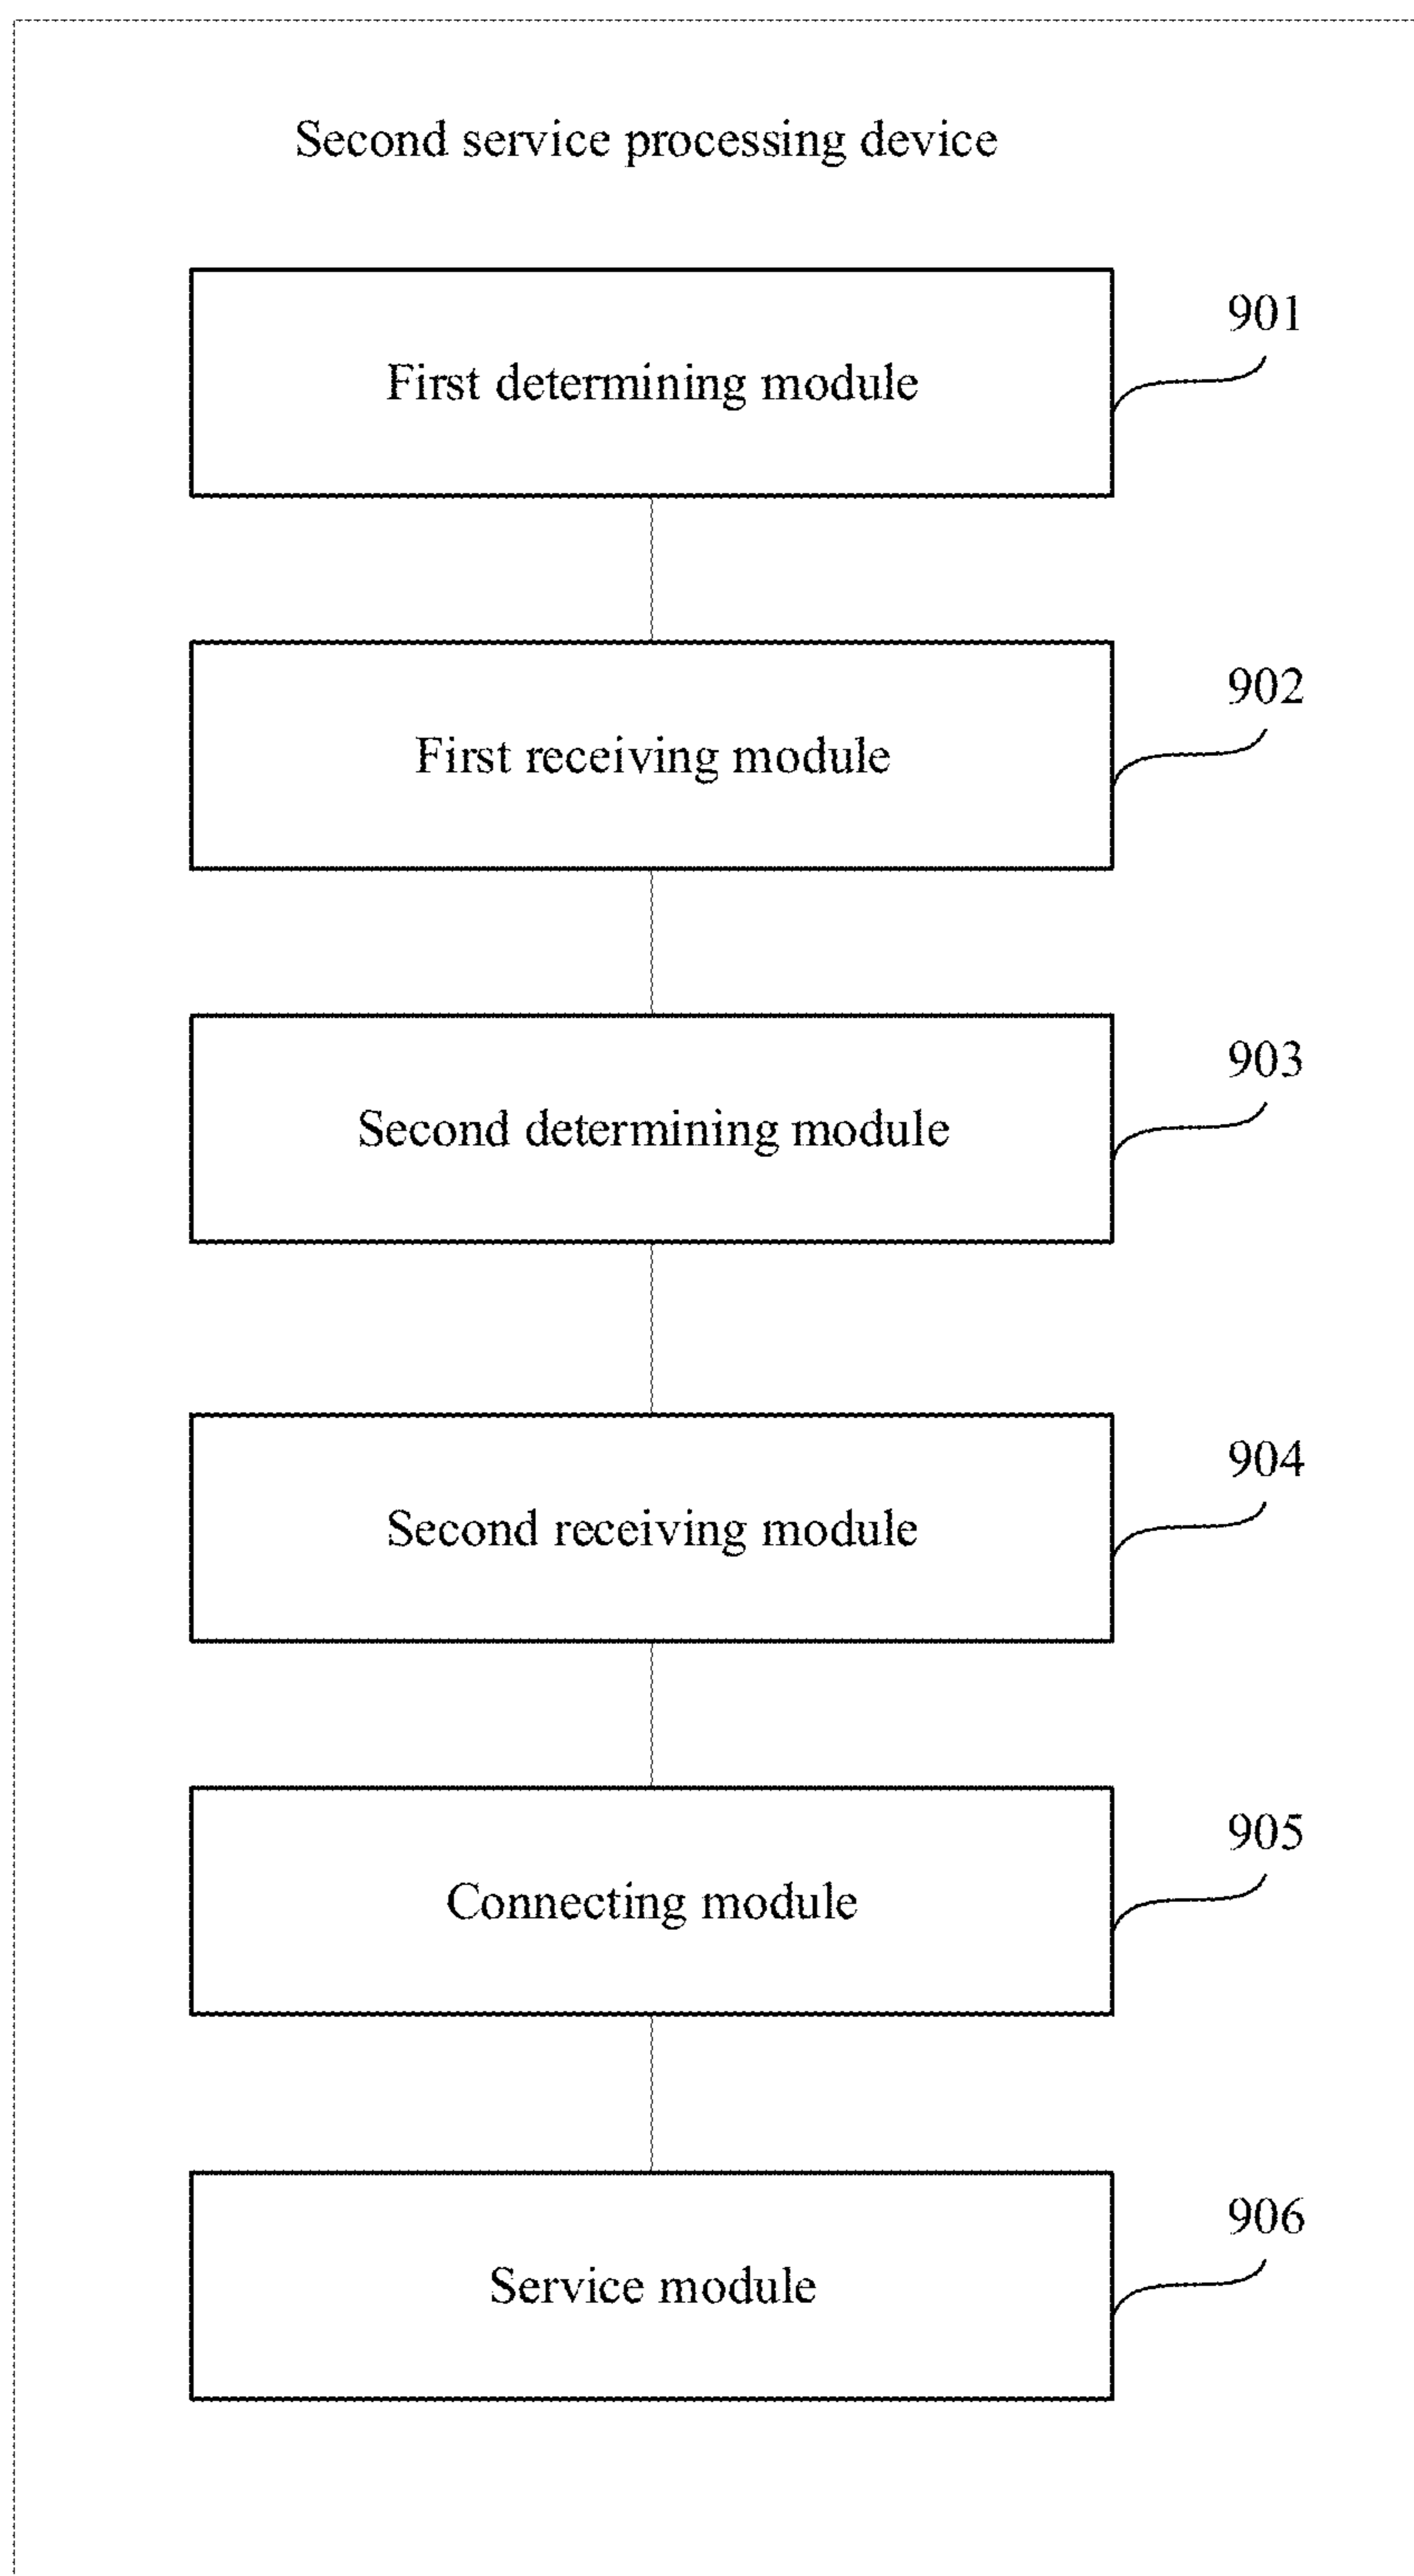 Second service processing device
First determining module
901
First receiving module
902
Second determining module
903
Second receiving module
904
Connecting module
905
Service module
906